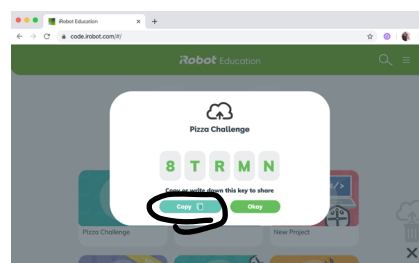 iRobot Education
code.irobot.com/#/
iRobot Education
Pizza Challenge
8 T R M N
Copy or write down this key to share
Copy
Okay
Pizza Challenge
New Project